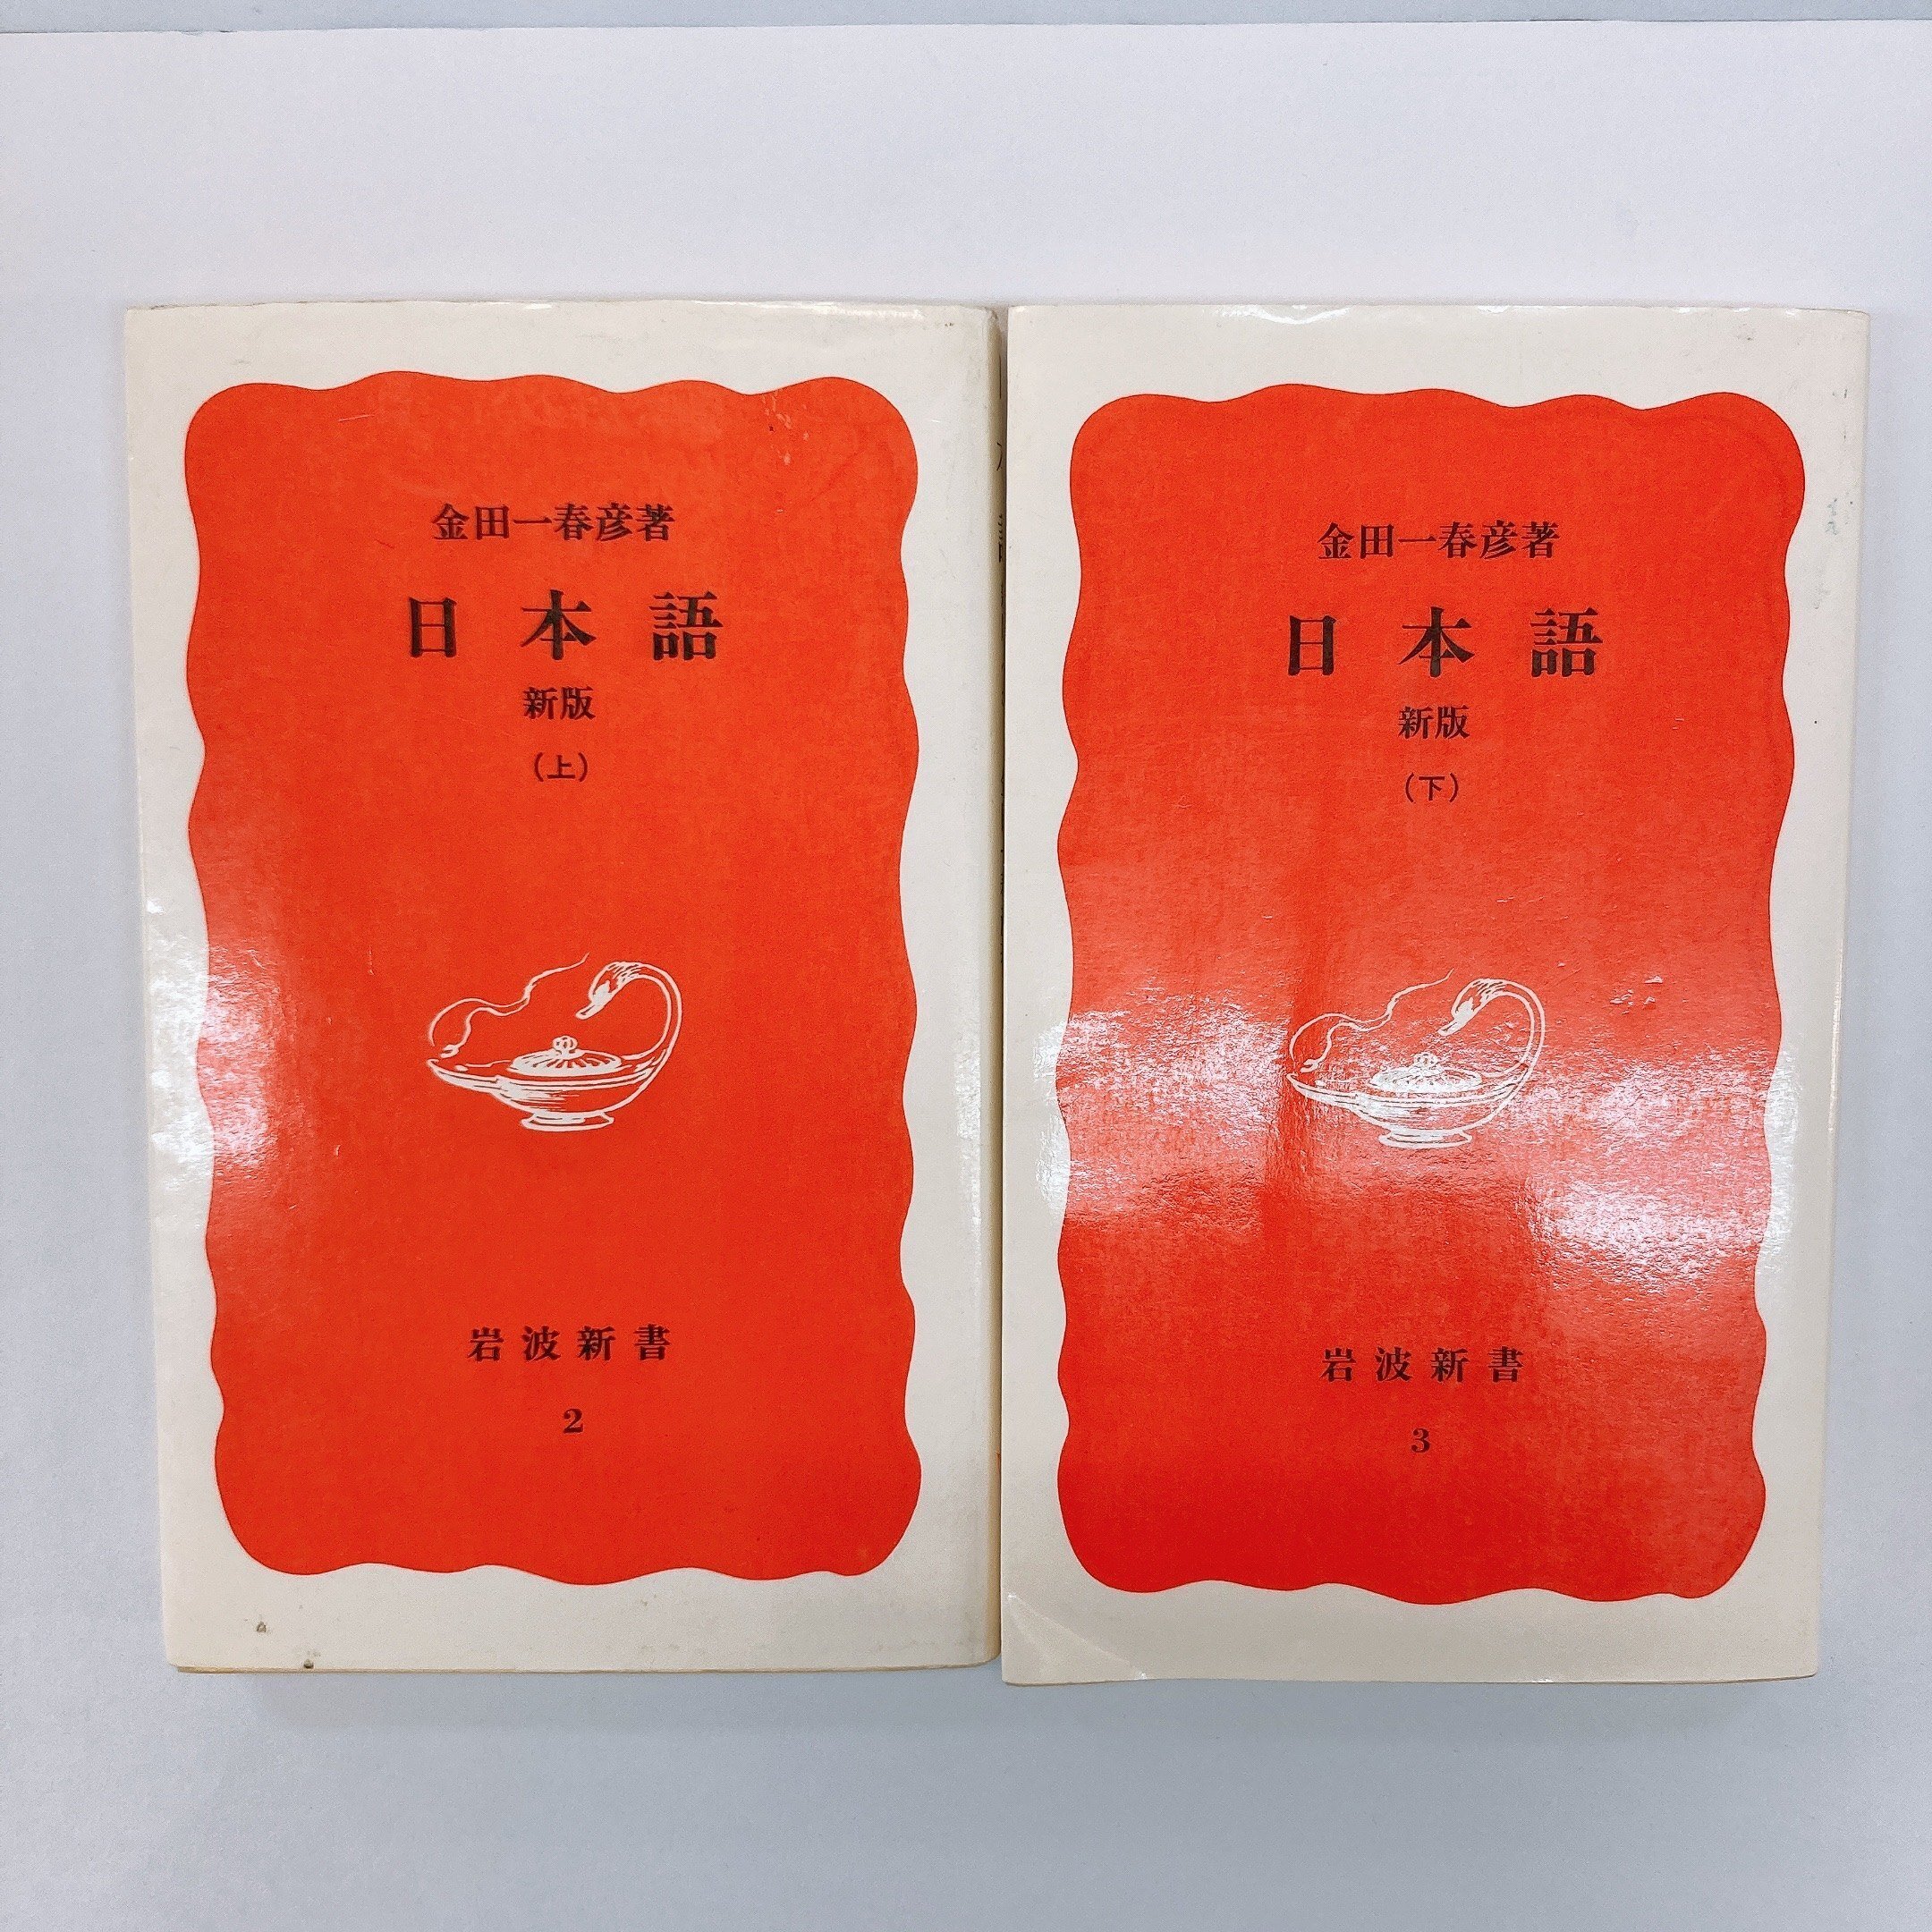 金田一春彦著
日本語
新版
(上)
岩波新書
2
金田一春彦著
日本語
新版
(下)
岩波新書
3